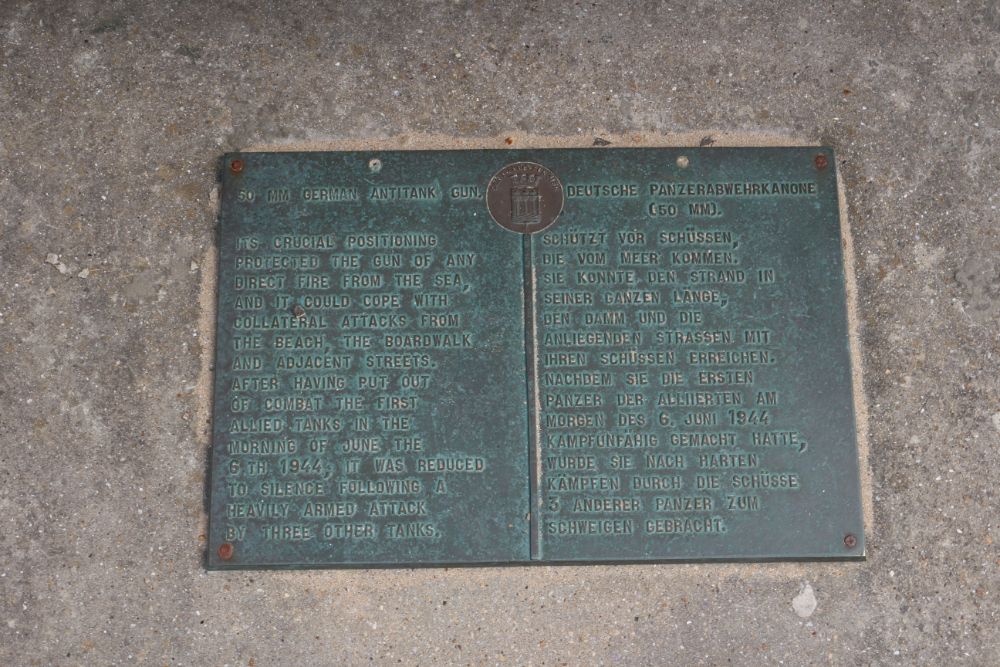 50 MM GERMAN ANTITANK GUN.
ITS CRUCIAL POSITIONING
PROTECTED THE GUN OF ANY
DIRECT FIRE FROM THE SEA,
AND IT COULD COPE WITH
COLLATERAL ATTACKS FROM
THE BEACH, THE BOARDWALK
AND ADJACENT STREETS.
AFTER HAVING PUT OUT
OF COMBAT THE FIRST
ALLIED TANKS IN THE
MORNING OF JUNE THE
6 TH 1944, IT WAS REDUCED
TO SILENCE FOLLOWING A
HEAVILY ARMED ATTACK
BY THREE OTHER TANKS.
DEUTSCHE PANZERABWEHRKANONE
(50 MM).
SCHÜTZT VOR SCHÜSSEN,
DIE VOM MEER KOMMEN.
SIE KONNTE DEN STRAND IN
SEINER GANZEN LÄNGE,
DEN DAMM UND DIE
ANLIEGENDEN STRASSEN MIT
IHREN SCHÜSSEN ERREICHEN.
NACHDEM SIE DIE ERSTEN
PANZER DER ALLIIERTEN AM
MORGEN DES 6. JUNI 1944
KAMPFUNFÄHIG GEMACHT HATTE,
WURDE SIE NACH HARTEN
KÄMPFEN DURCH DIE SCHÜSSE
3 ANDERER PANZER ZUM
SCHWEIGEN GEBRACHT.